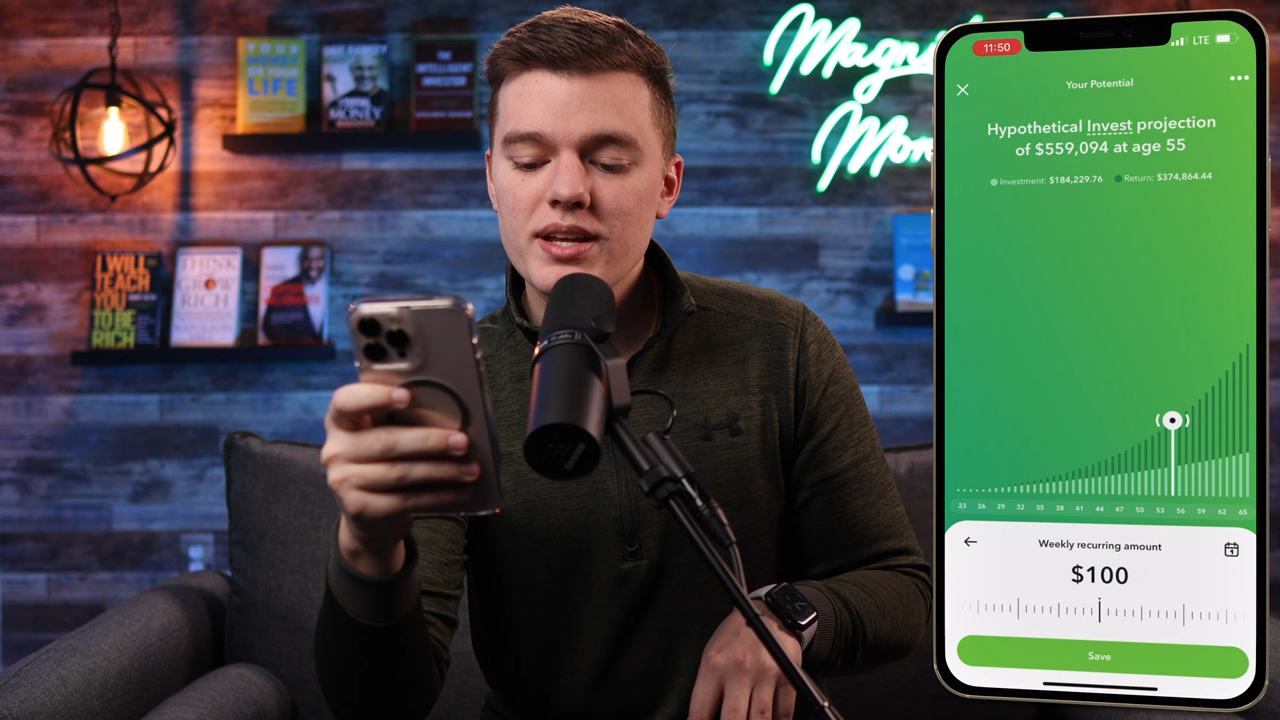 YOUR
MONEY
OR YOUR
LIFE
DAVE RAMSEY
MONEY
THE
INTELLIGENT
INVESTOR
I WILL
TEACH
YOU
TO BE
RICH
THINK
GROW
RICH
11:50
LTE
Your Potential
Hypothetical Invest projection
of $559,094 at age 55
Investment: $184,229.76 Return: $374,864.44
23 26 29 32 35 38 41 44 47 50 53 56 59 62 65
Weekly recurring amount
$100
Save